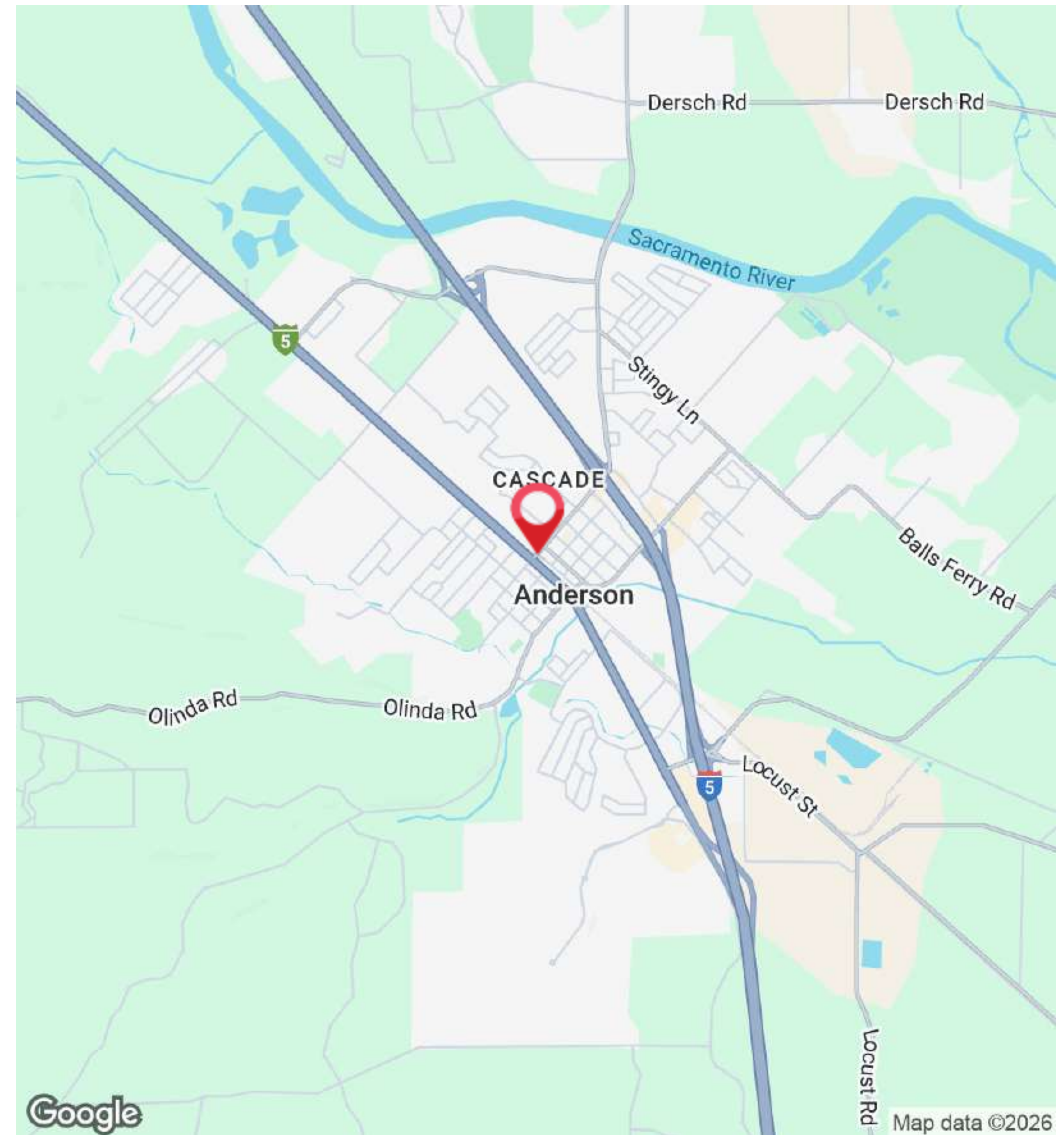 Dersch Rd
Dersch Rd
Sacramento River
5
Stingy Ln
CASCADE
Balls Ferry Rd
Anderson
Olinda Rd
Olinda Rd
5
Locust St
Locust Rd
Google
Map data ©2026